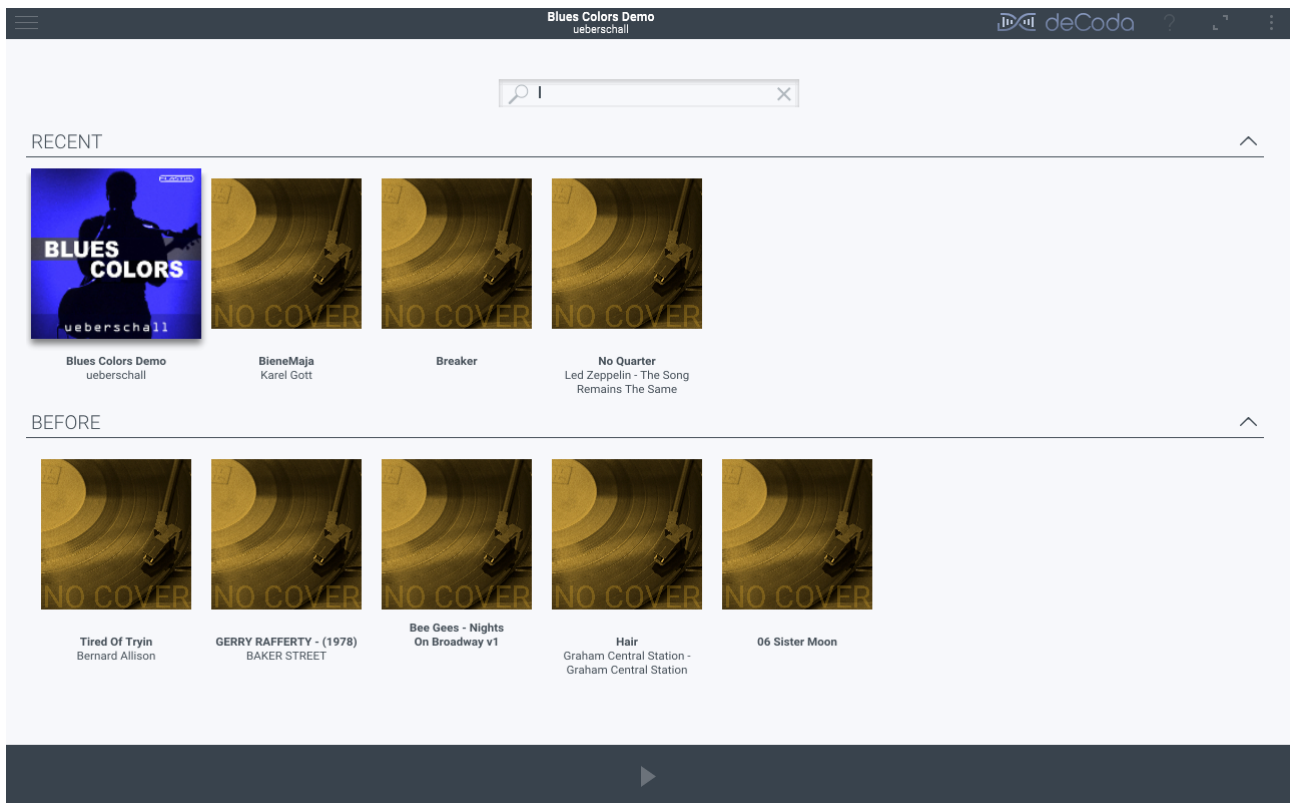 Blues Colors Demo
ueberschall
deCoda
?
RECENT
ELASTIK
BLUES
COLORS
ueberschall
NO COVER
NO COVER
NO COVER
Blues Colors Demo
ueberschall
BieneMaja
Karel Gott
Breaker
No Quarter
Led Zeppelin - The Song
Remains The Same
BEFORE
NO COVER
NO COVER
NO COVER
NO COVER
NO COVER
Tired Of Tryin
Bernard Allison
GERRY RAFFERTY - (1978)
BAKER STREET
Bee Gees - Nights
On Broadway v1
Hair
Graham Central Station -
Graham Central Station
06 Sister Moon